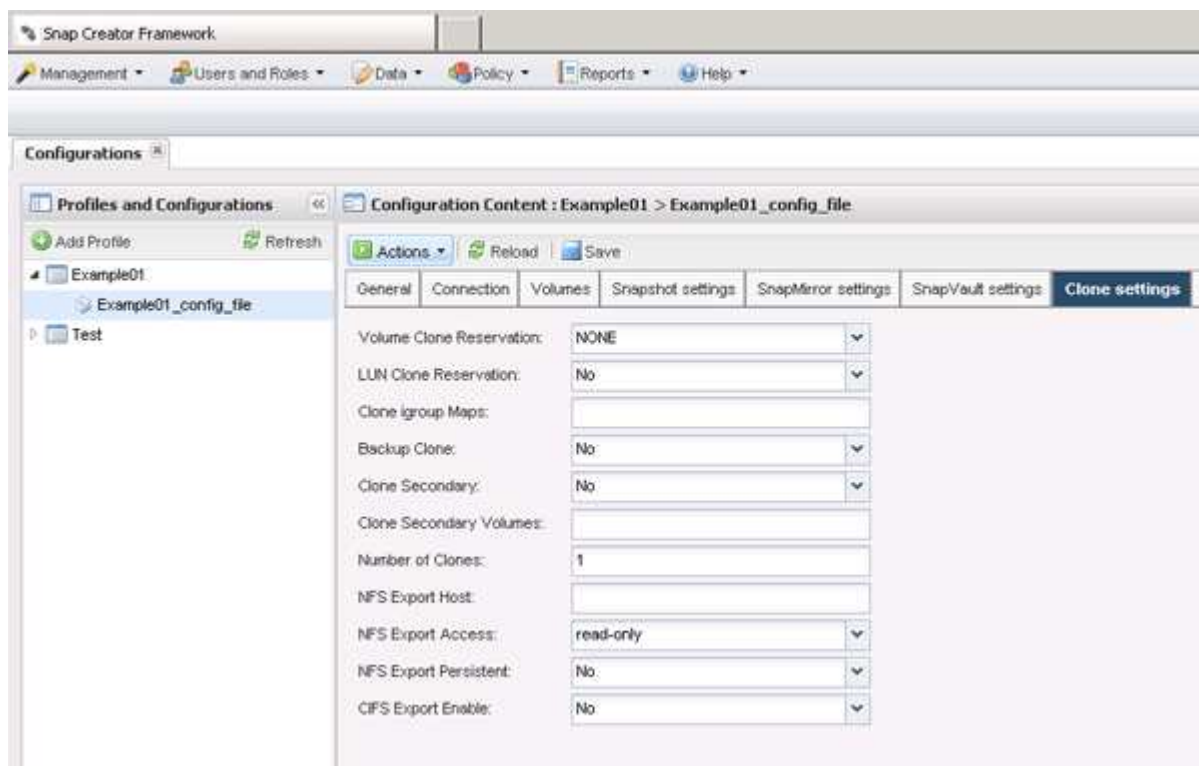 Snap Creator Framework
Management Users and Roles Data Policy Reports Help
Configurations
Profiles and Configurations
Configuration Content : Example01 > Example01_config_file
Add Profile Refresh
Actions Reload Save
Example01
Example01_config_file
Test
General Connection Volumes Snapshot settings SnapMirror settings SnapVault settings Clone settings
Volume Clone Reservation: NONE
LUN Clone Reservation: No
Clone igroup Maps:
Backup Clone: No
Clone Secondary: No
Clone Secondary Volumes:
Number of Clones: 1
NFS Export Host:
NFS Export Access: read-only
NFS Export Persistent: No
CIFS Export Enable: No